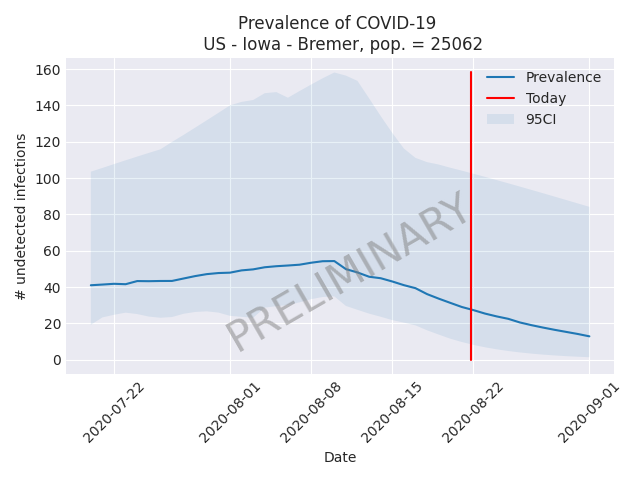 Prevalence of COVID-19
US - Iowa - Bremer, pop. = 25062
160
140
120
100
80
60
40
20
0
# undetected infections
Prevalence
Today
95CI
PRELIMINARY
2020-07-22
2020-08-01
2020-08-08
2020-08-15
2020-08-22
2020-09-01
Date